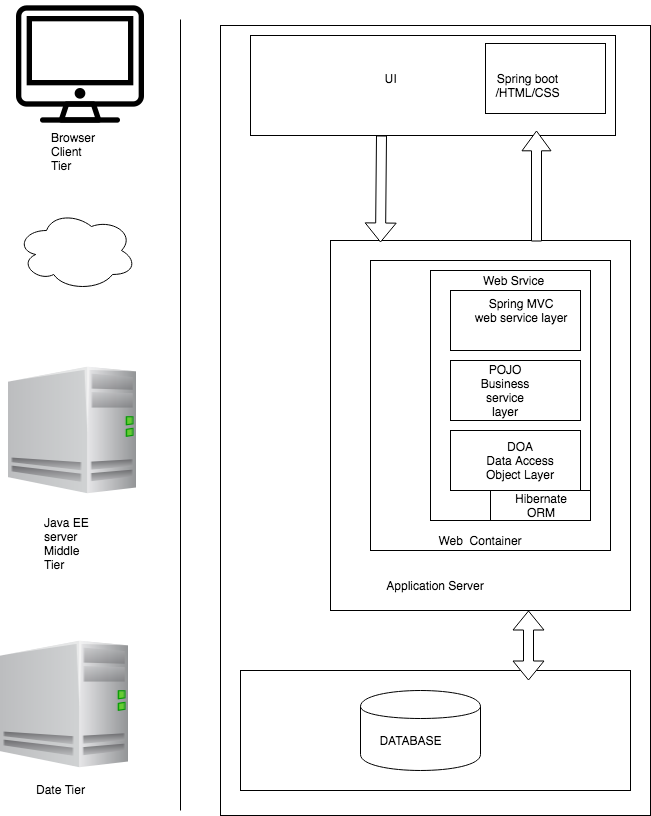 Browser
Client
Tier
Java EE
server
Middle
Tier
Date Tier
UI
Spring boot
/HTML/CSS
Web Srvice
Spring MVC
web service layer
POJO
Business
service
layer
DOA
Data Access
Object Layer
Hibernate
ORM
Web Container
Application Server
DATABASE